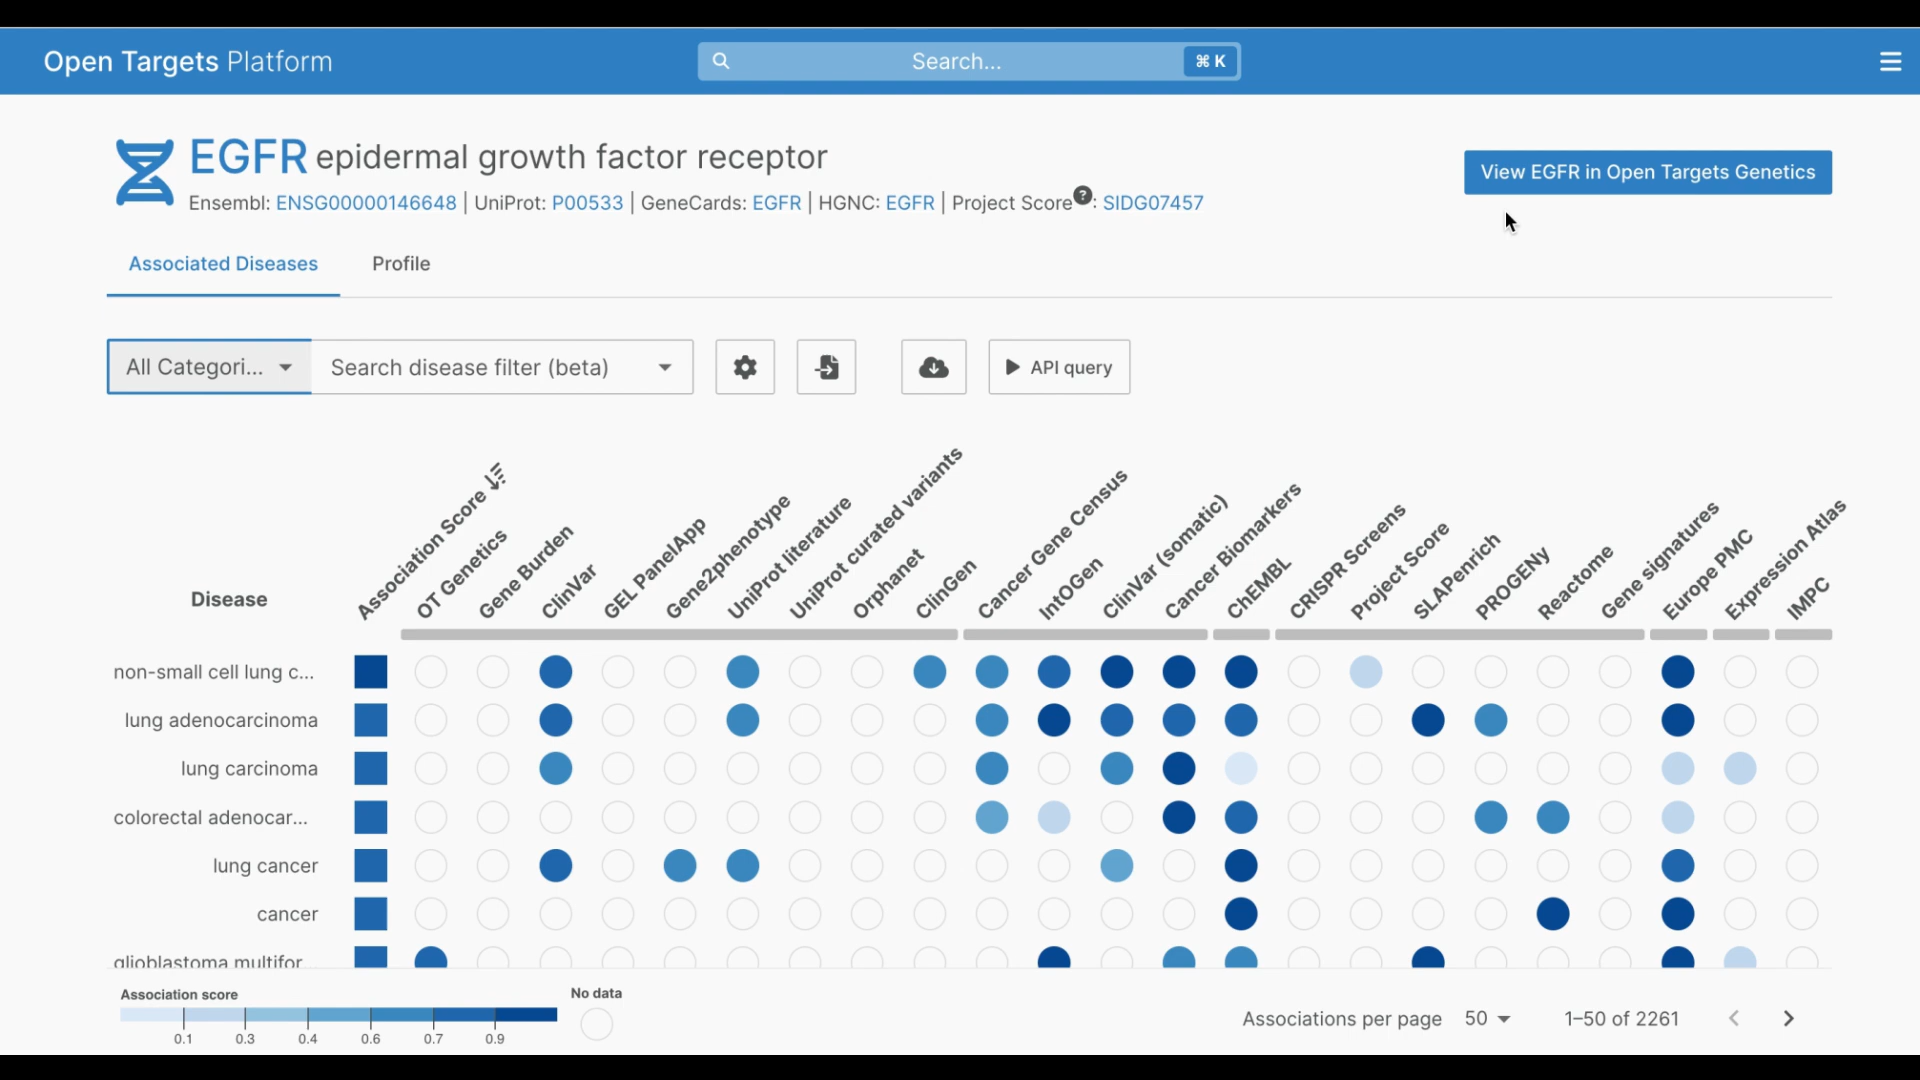 Open Targets Platform
Search...
⌘ K
EGFR epidermal growth factor receptor
View EGFR in Open Targets Genetics
Ensembl: ENSG00000146648 | UniProt: P00533 | GeneCards: EGFR | HGNC: EGFR | Project Score ? : SIDG07457
Associated Diseases
Profile
All Categori...
Search disease filter (beta)
API query
Disease
Association Score
OT Genetics
Gene Burden
ClinVar
GEL PanelApp
Gene2phenotype
UniProt literature
UniProt curated variants
Orphanet
ClinGen
Cancer Gene Census
IntOGen
ClinVar (somatic)
Cancer Biomarkers
ChEMBL
CRISPR Screens
Project Score
SLAPenrich
PROGENy
Reactome
Gene signatures
Europe PMC
Expression Atlas
IMPC
non-small cell lung c...
lung adenocarcinoma
lung carcinoma
colorectal adenocar...
lung cancer
cancer
glioblastoma multifor...
Association score
No data
0.1 0.3 0.4 0.6 0.7 0.9
Associations per page 50 1–50 of 2261